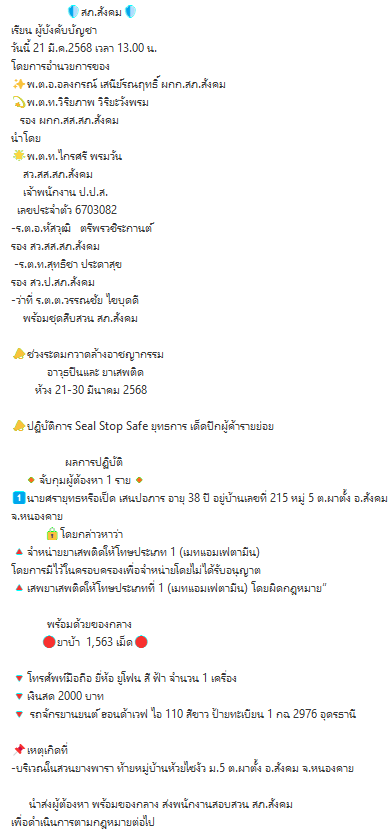 🛡️สภ.สังคม🛡️
เรียน ผู้บังคับบัญชา
วันนี้ 21 มี.ค.2568 เวลา 13.00 น.
โดยการอำนวยการของ
✨พ.ต.อ.อลงกรณ์ เสนีย์รณฤทธิ์ ผกก.สภ.สังคม
💫พ.ต.ท.วิริยภาพ วิริยะวังพรม
รอง ผกก.สส.สภ.สังคม
นำโดย
🌟พ.ต.ท.ไกรศรี พรมวัน
สว.สส.สภ.สังคม
เจ้าพนักงาน ป.ป.ส.
เลขประจำตัว 6703082
-ร.ต.อ.หัสวุฒิ ตรีพรวชิระกานต์
รอง สว.สส.สภ.สังคม
-ร.ต.ท.สุทธิชา ประดาสุข
รอง สว.ป.สภ.สังคม
-ว่าที่ ร.ต.ต.วรรณชัย ไขบุดดี
พร้อมชุดสืบสวน สภ.สังคม
ช่วงระดมกวาดล้างอาชญากรรม
อาวุธปืนและ ยาเสพติด
ห้วง 21-30 มีนาคม 2568
ปฏิบัติการ Seal Stop Safe ยุทธการ เด็ดปีกผู้ค้ารายย่อย
ผลการปฏิบัติ
🔸จับกุมผู้ต้องหา 1 ราย🔸
1️⃣นายศรายุทธหรือเป็ด เสนปอภาร อายุ 38 ปี อยู่บ้านเลขที่ 215 หมู่ 5 ต.ผาตั้ง อ.สังคม
จ.หนองคาย
🔒โดยกล่าวหาว่า
🔺จำหน่ายยาเสพติดให้โทษประเภท 1 (เมทแอมเฟตามีน)
โดยการมีไว้ในครอบครองเพื่อจำหน่ายโดยไม่ได้รับอนุญาต
🔺เสพยาเสพติดให้โทษประเภทที่ 1 (เมทแอมเฟตามีน) โดยผิดกฎหมาย"
พร้อมด้วยของกลาง
🔴ยาบ้า 1,563 เม็ด🔴
🔻โทรศัพท์มือถือ ยี่ห้อ ยูโฟน สี ฟ้า จำนวน 1 เครื่อง
🔻เงินสด 2000 บาท
🔻 รถจักรยานยนต์ ฮอนด้าเวฟ ไอ 110 สีขาว ป้ายทะเบียน 1 กฉ 2976 อุดรธานี
📌เหตุเกิดที่
-บริเวณในสวนยางพารา ท้ายหมู่บ้านห้วยไซงัว ม.5 ต.ผาตั้ง อ.สังคม จ.หนองคาย
นำส่งผู้ต้องหา พร้อมของกลาง ส่งพนักงานสอบสวน สภ.สังคม
เพื่อดำเนินการตามกฎหมายต่อไป